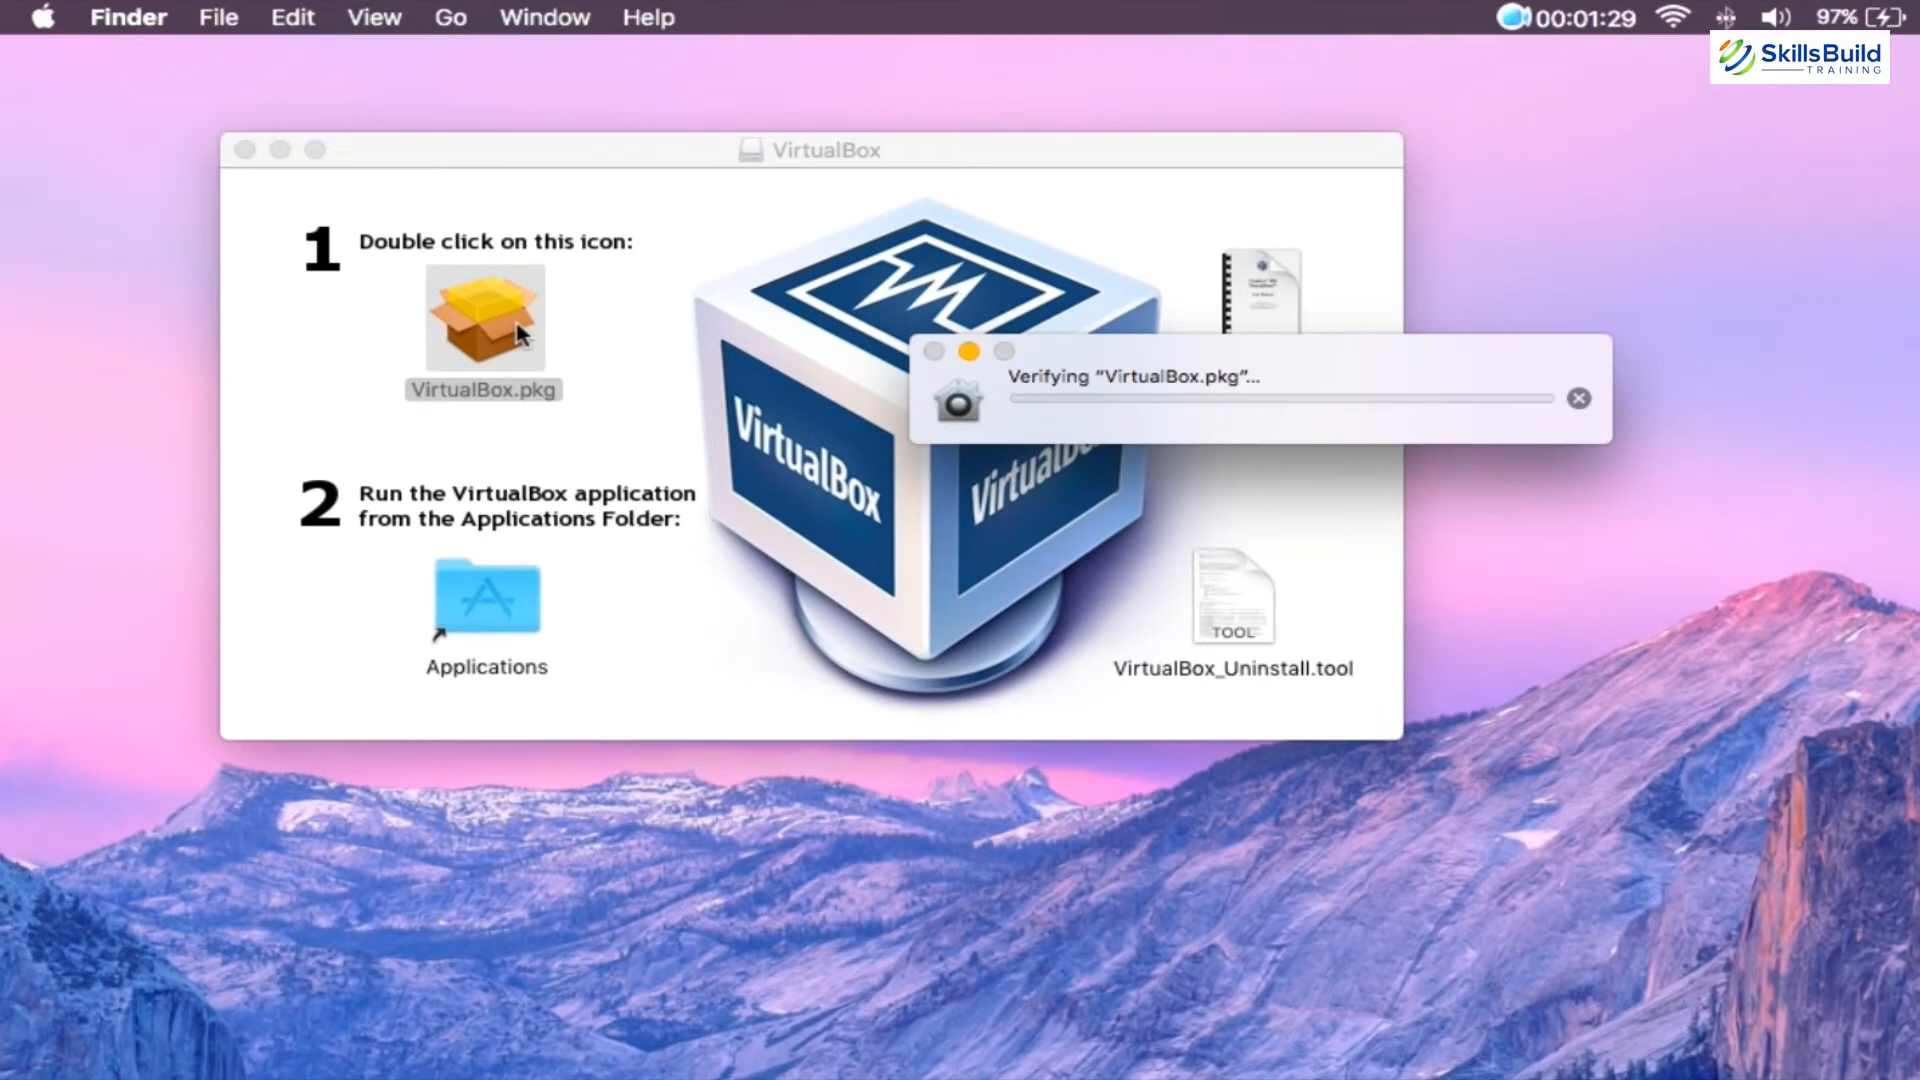 Finder File Edit View Go Window Help 00:01:29 97%
SkillsBuild
TRAINING
VirtualBox
1 Double click on this icon:
VirtualBox.pkg
Verifying “VirtualBox.pkg”...
2 Run the VirtualBox application
from the Applications Folder:
VirtualBox
Applications
TOOL
VirtualBox_Uninstall.tool